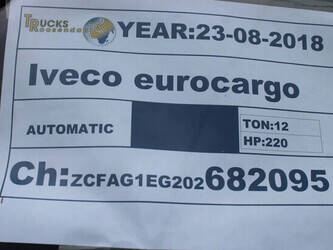 TRUCKS
Roosendaal
YEAR:23-08-2018
Iveco eurocargo
AUTOMATIC
TON:12
HP:220
Ch:ZCFAG1EG202682095